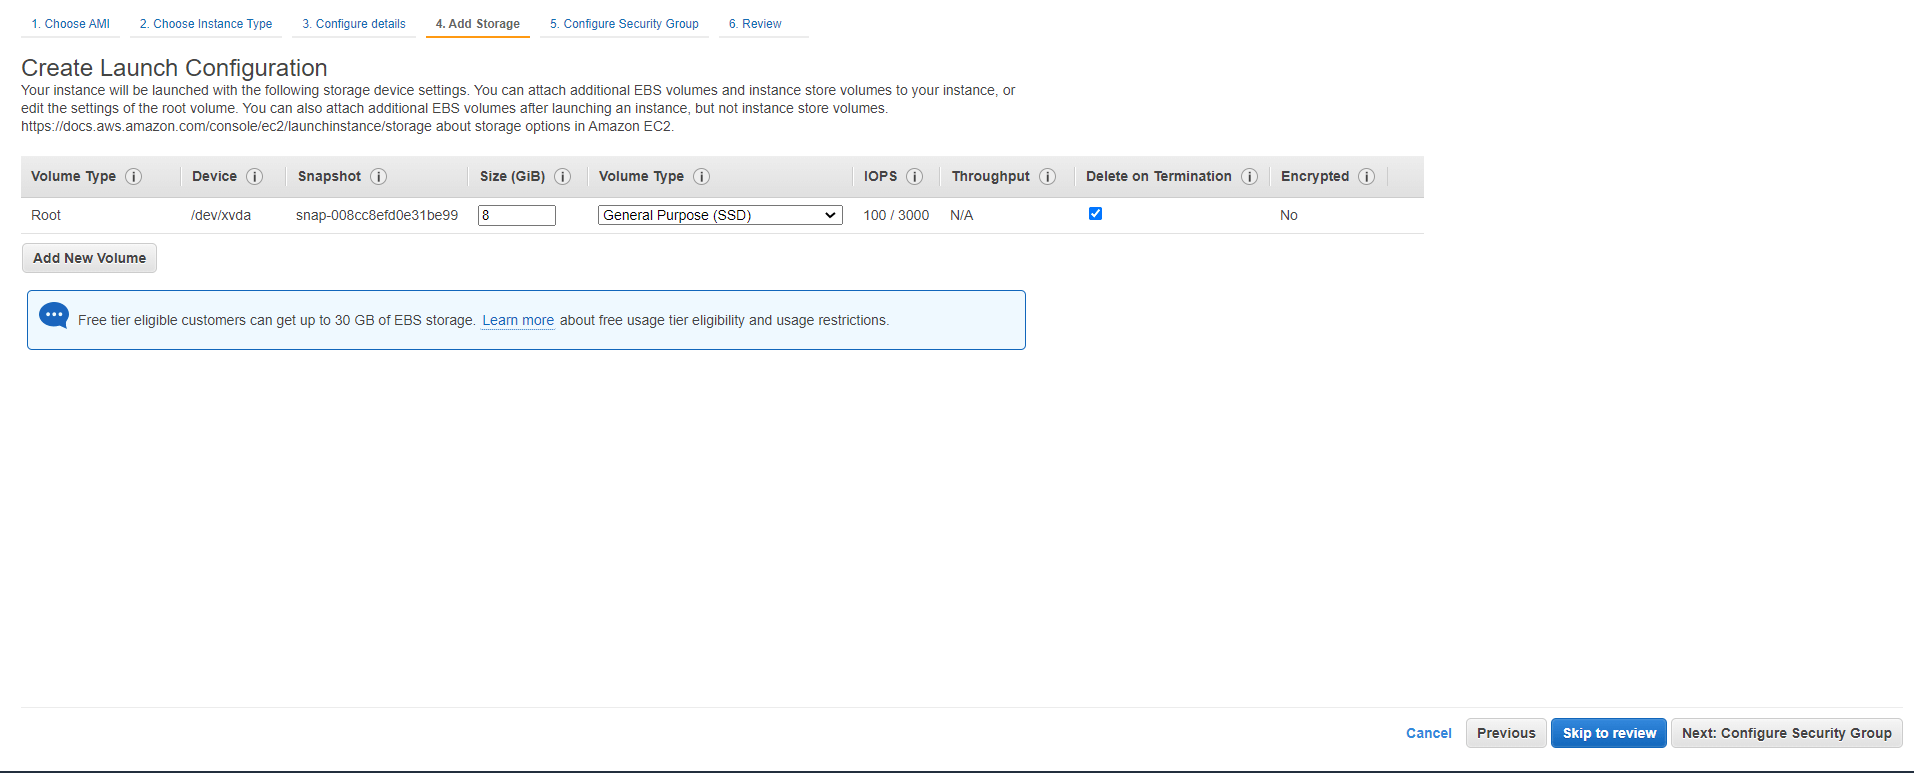 1. Choose AMI 2. Choose Instance Type 3. Configure details 4. Add Storage 5. Configure Security Group 6. Review
Create Launch Configuration
Your instance will be launched with the following storage device settings. You can attach additional EBS volumes and instance store volumes to your instance, or
edit the settings of the root volume. You can also attach additional EBS volumes after launching an instance, but not instance store volumes.
https://docs.aws.amazon.com/console/ec2/launchinstance/storage about storage options in Amazon EC2.
Volume Type i Device i Snapshot i Size (GiB) i Volume Type i IOPS i Throughput i Delete on Termination i Encrypted i
Root /dev/xvda snap-008cc8efd0e31be99 8 General Purpose (SSD) 100 / 3000 N/A No
Add New Volume
Free tier eligible customers can get up to 30 GB of EBS storage. Learn more about free usage tier eligibility and usage restrictions.
Cancel Previous Skip to review Next: Configure Security Group